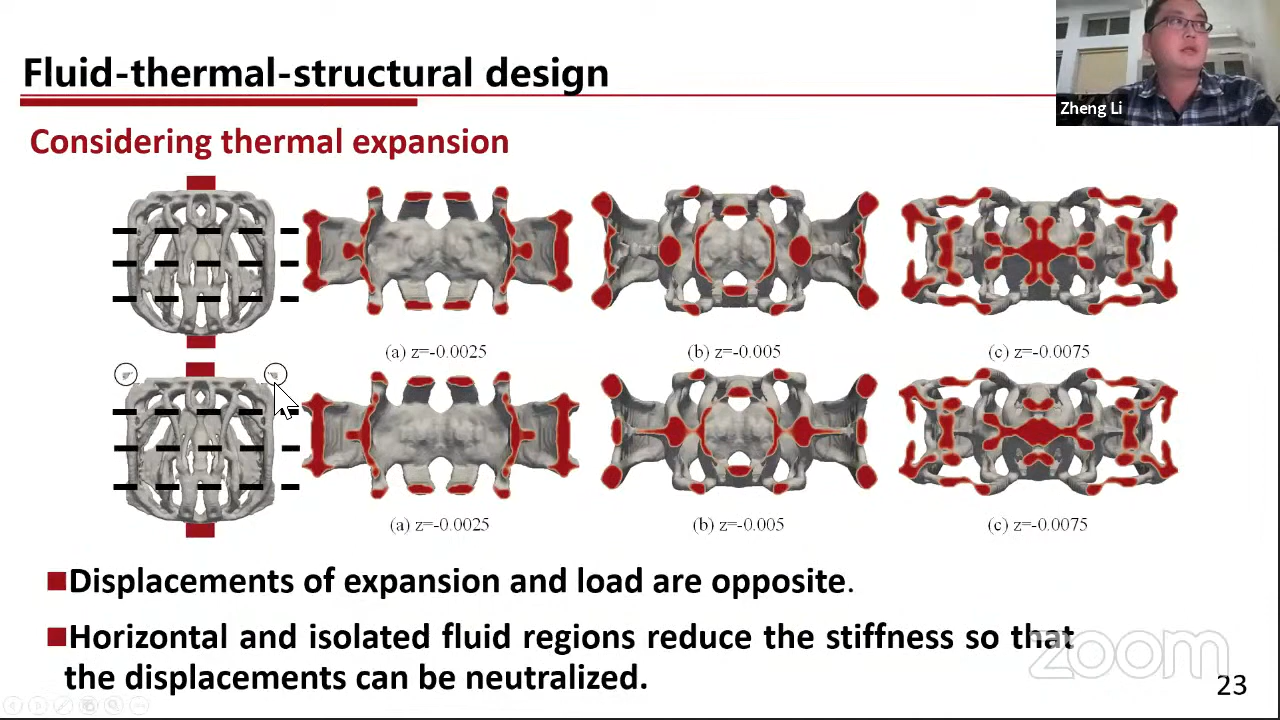 Fluid-thermal-structural design
Zheng Li
Considering thermal expansion
(a) z=-0.0025
(b) z=-0.005
(c) z=-0.0075
(a) z=-0.0025
(b) z=-0.005
(c) z=-0.0075
Displacements of expansion and load are opposite.
Horizontal and isolated fluid regions reduce the stiffness so that
the displacements can be neutralized.
zoom
23